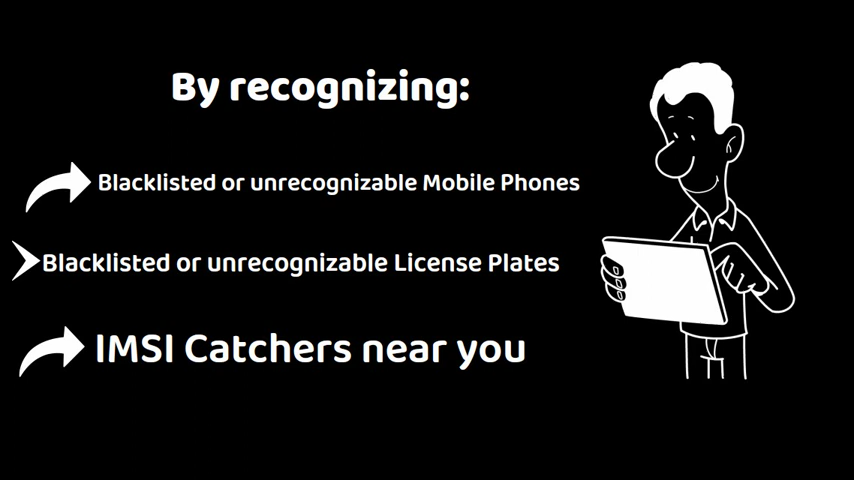 By recognizing:
Blacklisted or unrecognizable Mobile Phones
Blacklisted or unrecognizable License Plates
IMSI Catchers near you